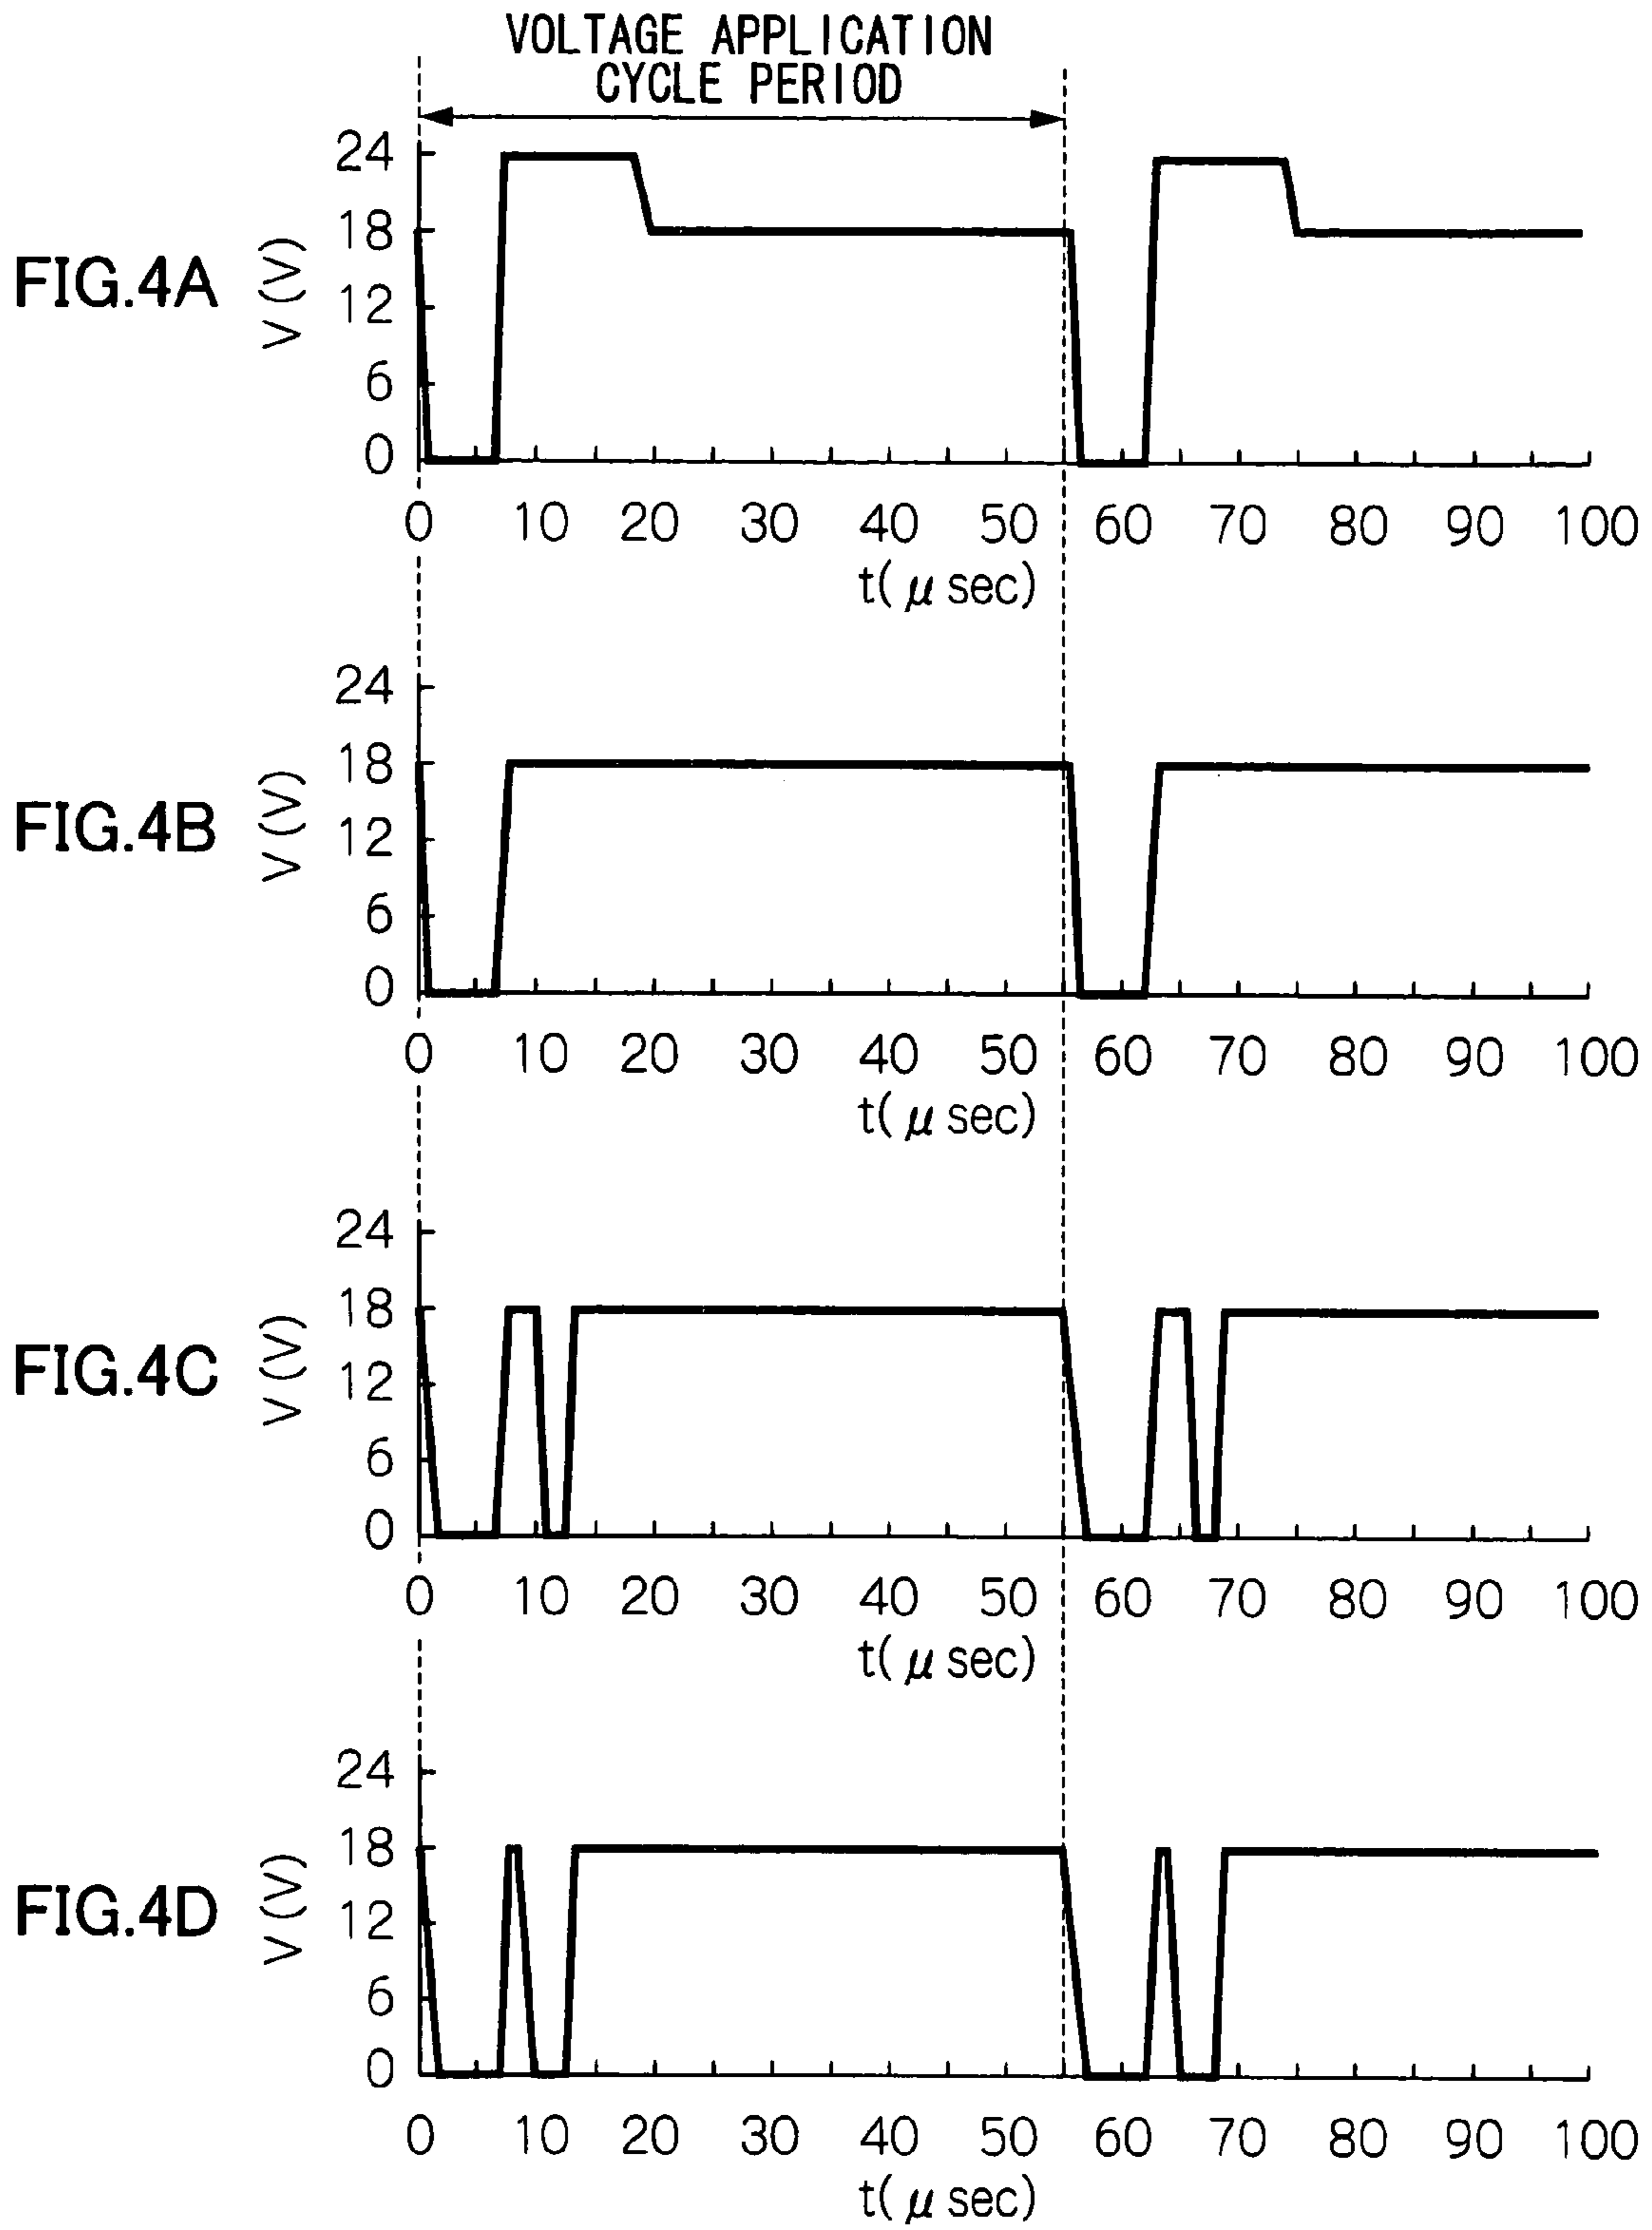 VOLTAGE APPLICATION
CYCLE PERIOD
FIG.4A
V (V)
24
18
12
6
0
0 10 20 30 40 50 60 70 80 90 100
t( μ sec)
FIG.4B
V (V)
24
18
12
6
0
0 10 20 30 40 50 60 70 80 90 100
t( μ sec)
FIG.4C
V (V)
24
18
12
6
0
0 10 20 30 40 50 60 70 80 90 100
t( μ sec)
FIG.4D
V (V)
24
18
12
6
0
0 10 20 30 40 50 60 70 80 90 100
t( μ sec)